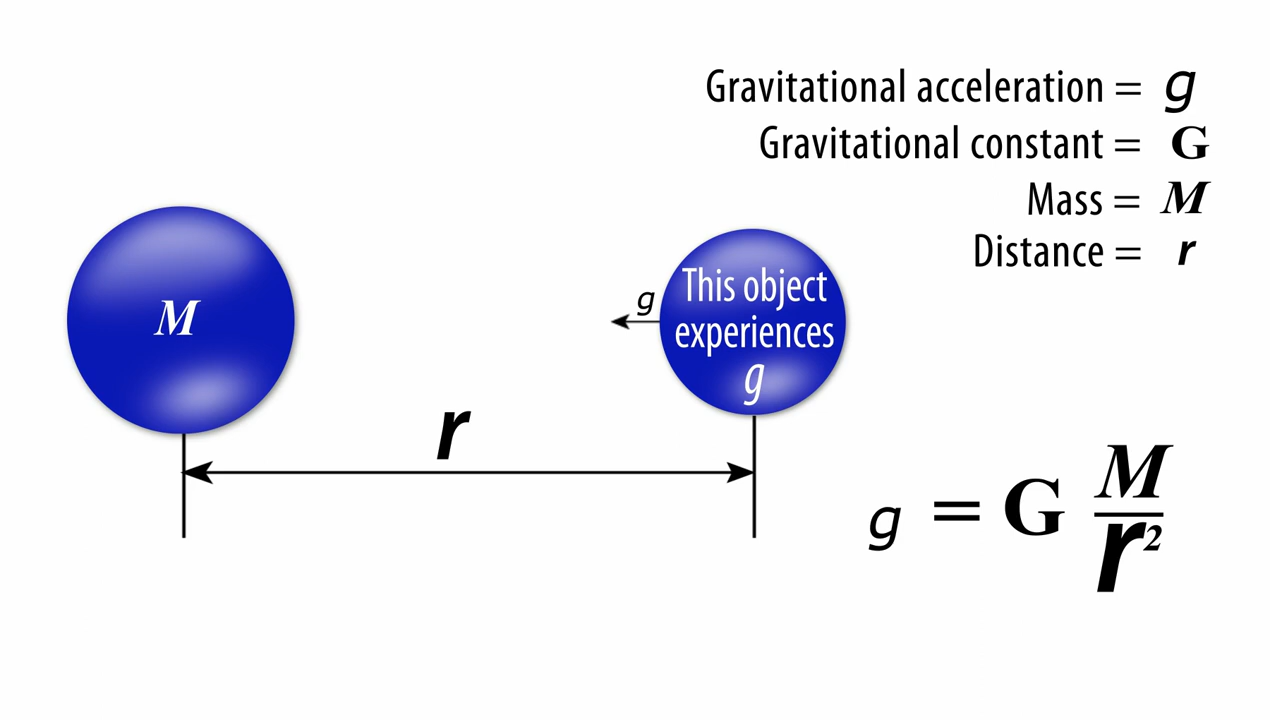 Gravitational acceleration = g
Gravitational constant = G
Mass = M
Distance = r
M
g
This object
experiences
g
r
g = G M/r²